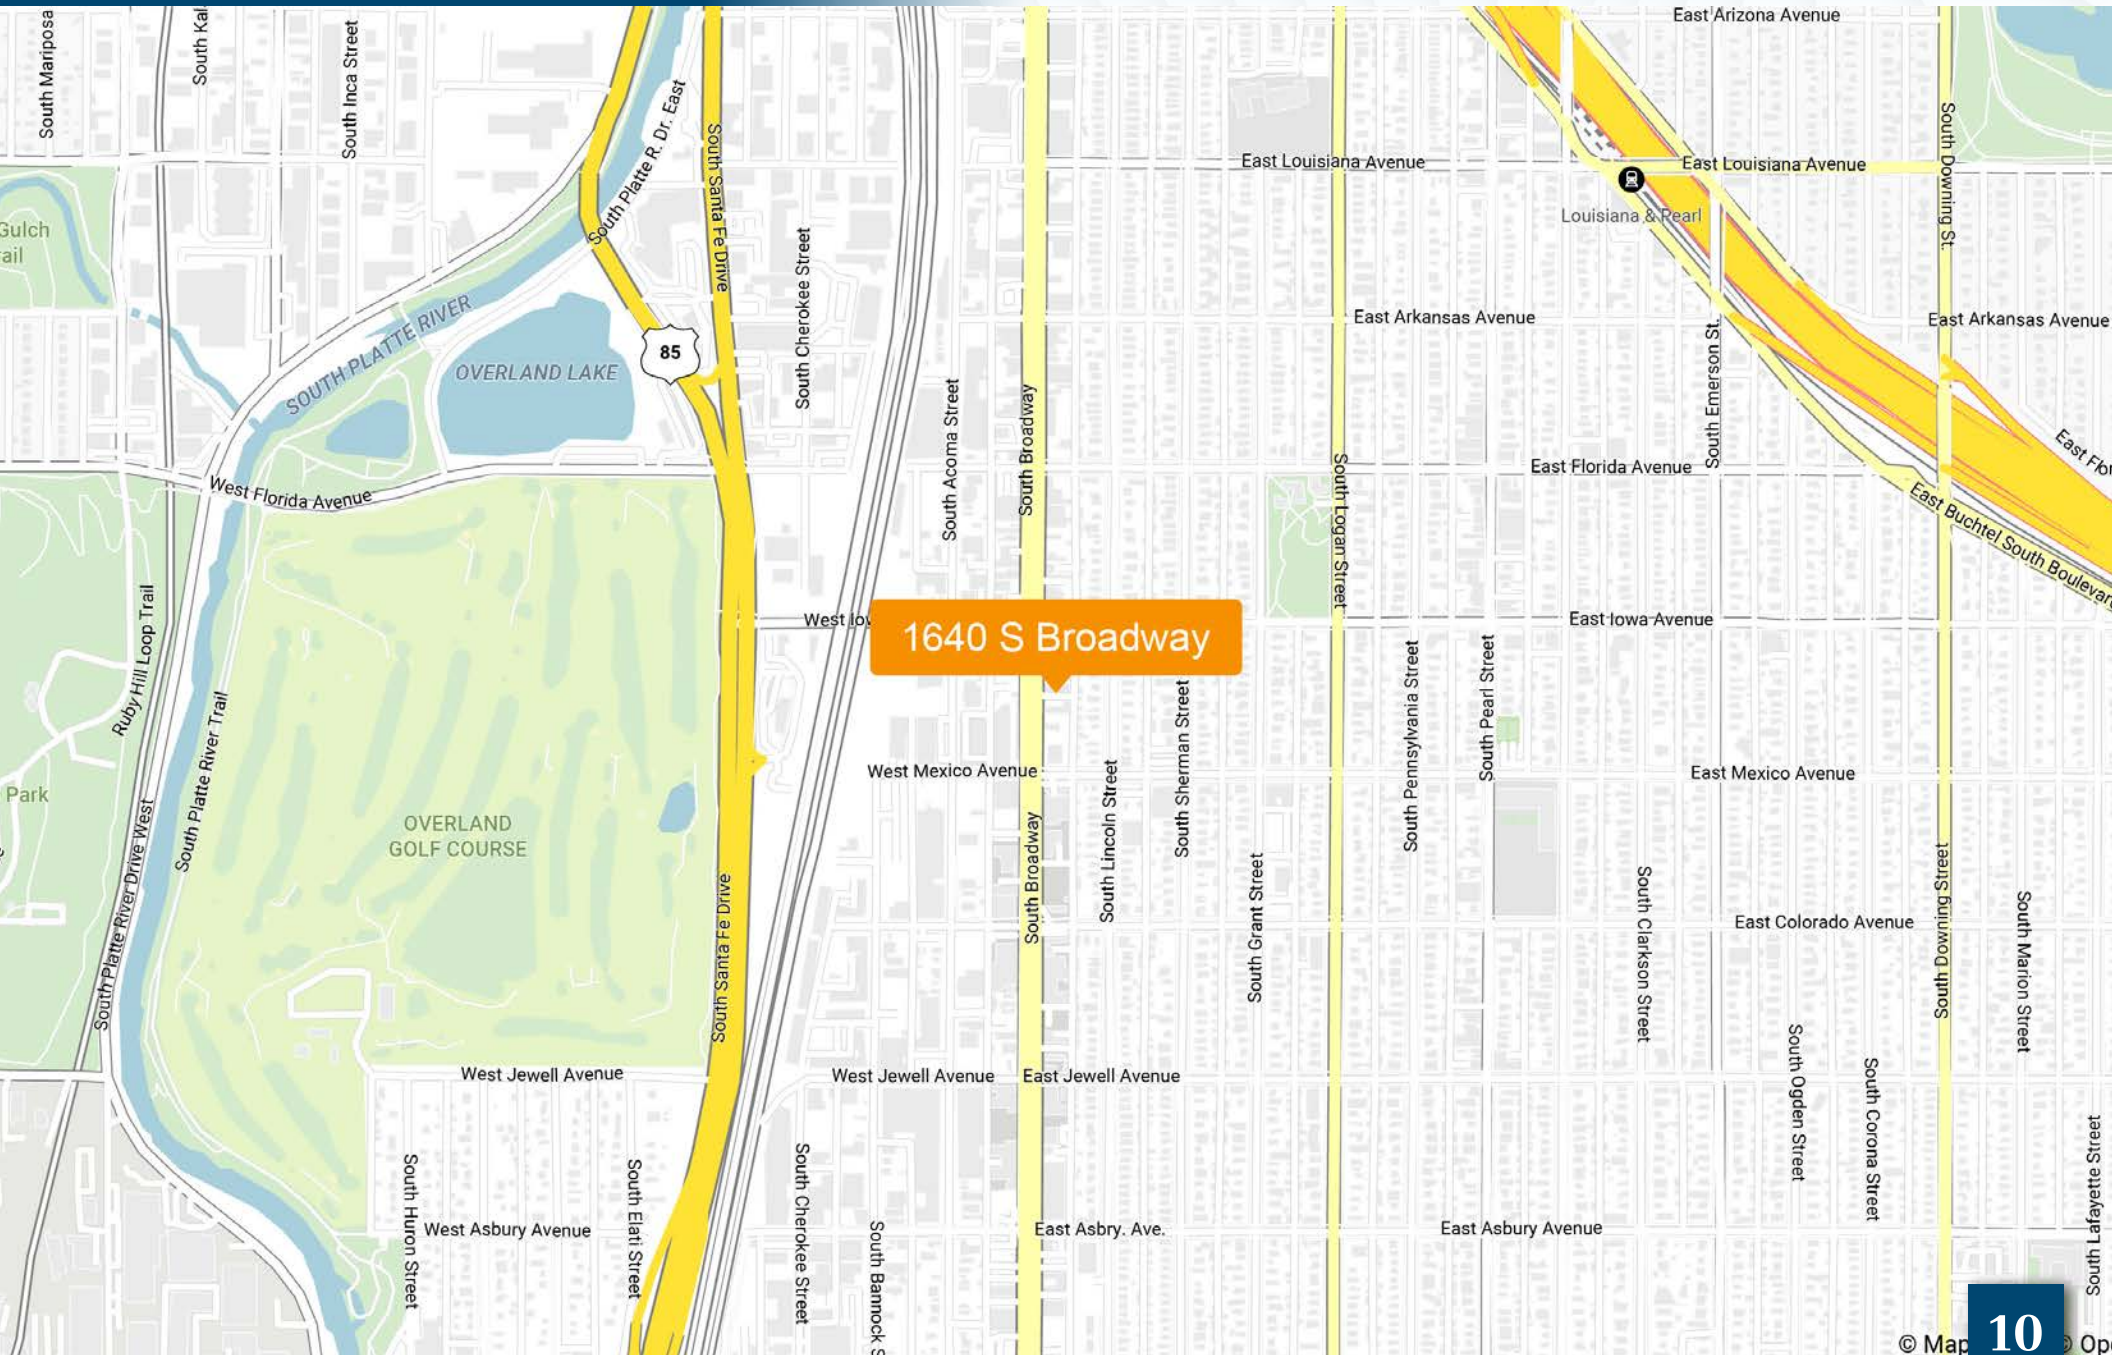 East Arizona Avenue
South Mariposa
South Kal
South Inca Street
South Platte R. Dr. East
South Santa Fe Drive
South Downing St.
East Louisiana Avenue
East Louisiana Avenue
Louisiana & Pearl
Gulch
ail
South Cherokee Street
SOUTH PLATTE RIVER
85
OVERLAND LAKE
East Arkansas Avenue
East Arkansas Avenue
South Emerson St.
South Acoma Street
South Broadway
East Florida Avenue
East Flor
South Logan Street
West Florida Avenue
East Buchtel South Boulevard
Ruby Hill Loop Trail
West Iow
1640 S Broadway
East Iowa Avenue
South Platte River Trail
South Sherman Street
South Pennsylvania Street
South Pearl Street
West Mexico Avenue
East Mexico Avenue
Park
South Platte River Drive West
OVERLAND
GOLF COURSE
South Santa Fe Drive
South Broadway
South Lincoln Street
South Grant Street
South Clarkson Street
East Colorado Avenue
South Downing Street
South Marion Street
West Jewell Avenue
West Jewell Avenue
East Jewell Avenue
South Ogden Street
South Corona Street
South Lafayette Street
South Huron Street
West Asbury Avenue
South Elati Street
South Cherokee Street
South Bannock S
East Asbry. Ave.
East Asbury Avenue
© Map
10
© Op